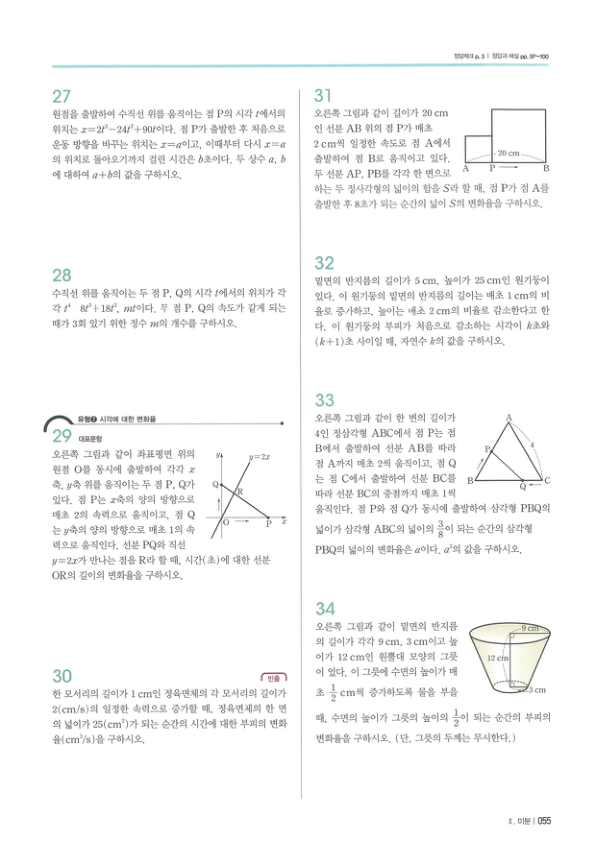 정답체크 p. 3 | 정답과 해설 pp. 97~100
27
원점을 출발하여 수직선 위를 움직이는 점 P의 시각 t에서의
위치는 x=2t³-24t²+90t이다. 점 P가 출발한 후 처음으로
운동 방향을 바꾸는 위치는 x=a이고, 이때부터 다시 x=a
의 위치로 돌아오기까지 걸린 시간은 b초이다. 두 상수 a, b
에 대하여 a+b의 값을 구하시오.
28
수직선 위를 움직이는 두 점 P, Q의 시각 t에서의 위치가 각
각 t⁴ 8t³+18t², mt이다. 두 점 P, Q의 속도가 같게 되는
때가 3회 있기 위한 정수 m의 개수를 구하시오.
유형 7 시각에 대한 변화율
29 대표문항
오른쪽 그림과 같이 좌표평면 위의
원점 O를 동시에 출발하여 각각 x
축, y축 위를 움직이는 두 점 P, Q가
있다. 점 P는 x축의 양의 방향으로
매초 2의 속력으로 움직이고, 점 Q
는 y축의 양의 방향으로 매초 1의 속
력으로 움직인다. 선분 PQ와 직선
y=2x가 만나는 점을 R라 할 때, 시간(초)에 대한 선분
OR의 길이의 변화율을 구하시오.
y
y=2x
Q
R
O
P
x
30
빈출
한 모서리의 길이가 1 cm인 정육면체의 각 모서리의 길이가
2(cm/s)의 일정한 속력으로 증가할 때, 정육면체의 한 면
의 넓이가 25(cm²)가 되는 순간의 시간에 대한 부피의 변화
율(cm³/s)을 구하시오.
31
오른쪽 그림과 같이 길이가 20 cm
인 선분 AB 위의 점 P가 매초
2 cm씩 일정한 속도로 점 A에서
출발하여 점 B로 움직이고 있다.
두 선분 AP, PB를 각각 한 변으로
하는 두 정사각형의 넓이의 합을 S라 할 때, 점 P가 점 A를
출발한 후 8초가 되는 순간의 넓이 S의 변화율을 구하시오.
20 cm
A
P
B
32
밑면의 반지름의 길이가 5 cm, 높이가 25 cm인 원기둥이
있다. 이 원기둥의 밑면의 반지름의 길이는 매초 1 cm의 비
율로 증가하고, 높이는 매초 2 cm의 비율로 감소한다고 한
다. 이 원기둥의 부피가 처음으로 감소하는 시각이 k초와
(k+1)초 사이일 때, 자연수 k의 값을 구하시오.
33
오른쪽 그림과 같이 한 변의 길이가
4인 정삼각형 ABC에서 점 P는 점
B에서 출발하여 선분 AB를 따라
점 A까지 매초 2씩 움직이고, 점 Q
는 점 C에서 출발하여 선분 BC를
따라 선분 BC의 중점까지 매초 1씩
움직인다. 점 P와 점 Q가 동시에 출발하여 삼각형 PBQ의
넓이가 삼각형 ABC의 넓이의 3/8이 되는 순간의 삼각형
PBQ의 넓이의 변화율은 a이다. a²의 값을 구하시오.
A
P
4
B
Q
C
34
오른쪽 그림과 같이 밑면의 반지름
의 길이가 각각 9 cm, 3 cm이고 높
이가 12 cm인 원뿔대 모양의 그릇
이 있다. 이 그릇에 수면의 높이가 매
초 1/2 cm씩 증가하도록 물을 부을
때, 수면의 높이가 그릇의 높이의 1/2이 되는 순간의 부피의
변화율을 구하시오. (단, 그릇의 두께는 무시한다.)
9 cm
12 cm
3 cm
Ⅱ. 미분 | 055